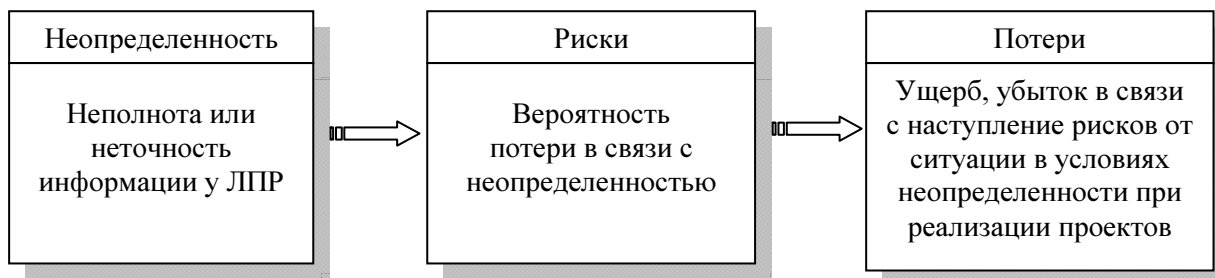 Неопределенность
Неполнота или
неточность
информации у ЛПР
Риски
Вероятность
потери в связи с
неопределенностью
Потери
Ущерб, убыток в связи
с наступление рисков от
ситуации в условиях
неопределенности при
реализации проектов